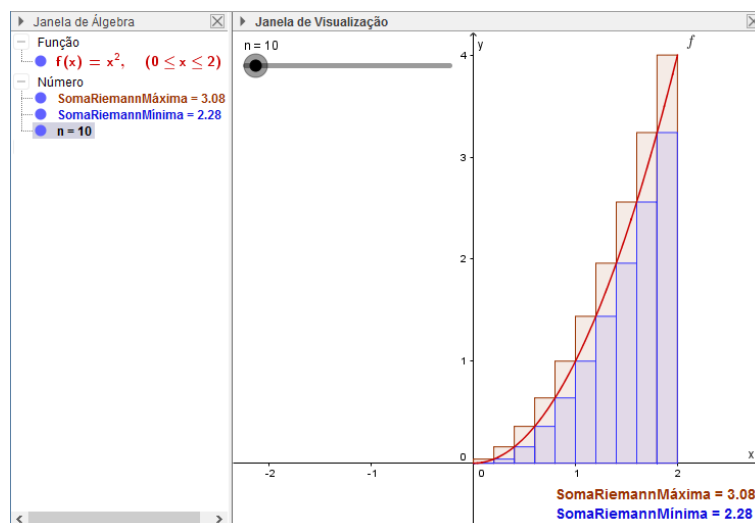 Janela de Álgebra
Função
f(x) = x², (0 ≤ x ≤ 2)
Número
SomaRiemannMáxima = 3.08
SomaRiemannMínima = 2.28
n = 10
Janela de Visualização
n = 10
y
f
4
3
2
1
0
-2
-1
0
1
2
x
SomaRiemannMáxima = 3.08
SomaRiemannMínima = 2.28